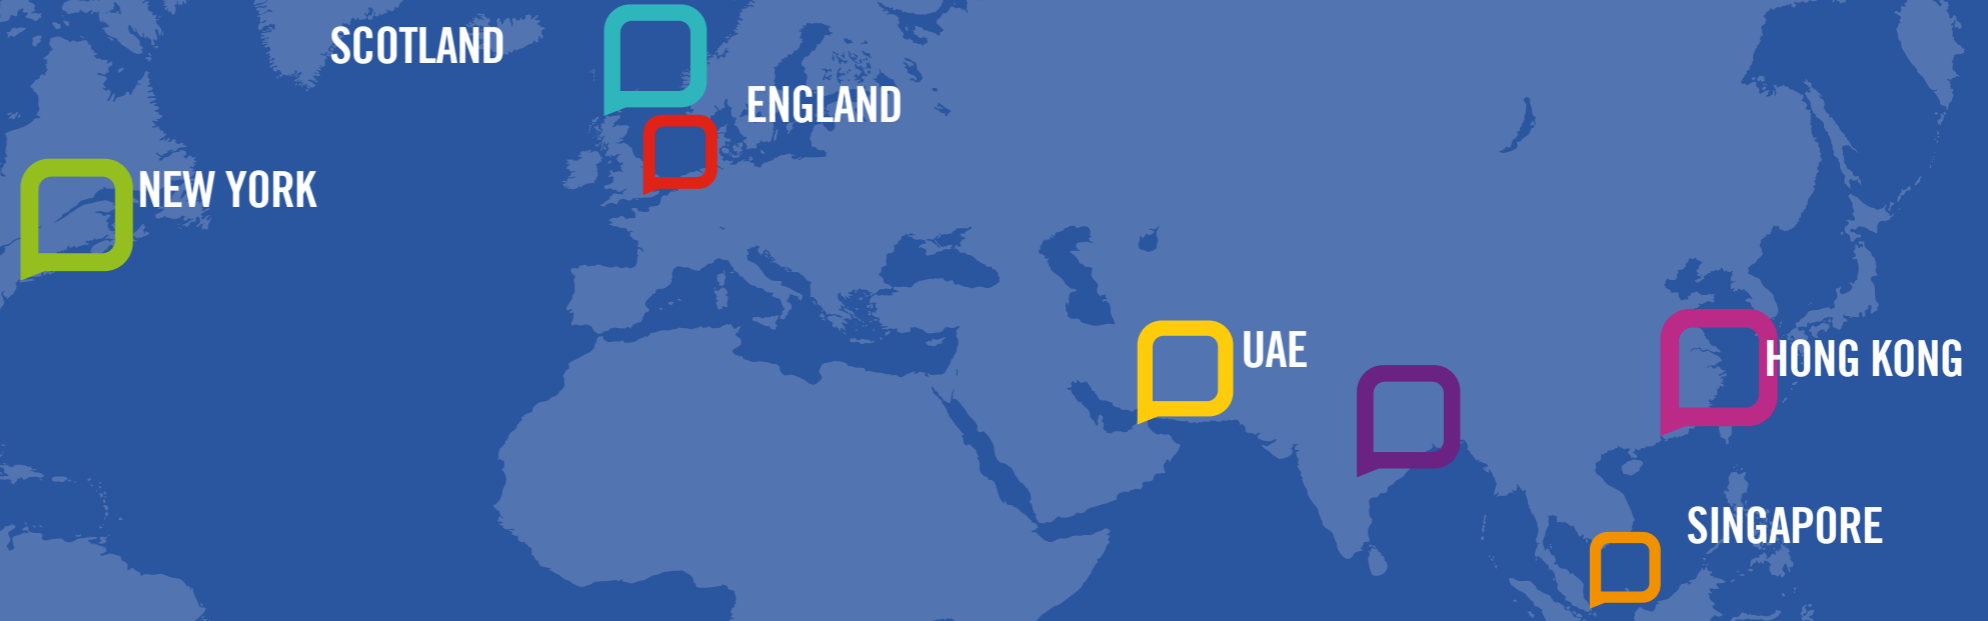 SCOTLAND
ENGLAND
NEW YORK
UAE
HONG KONG
SINGAPORE